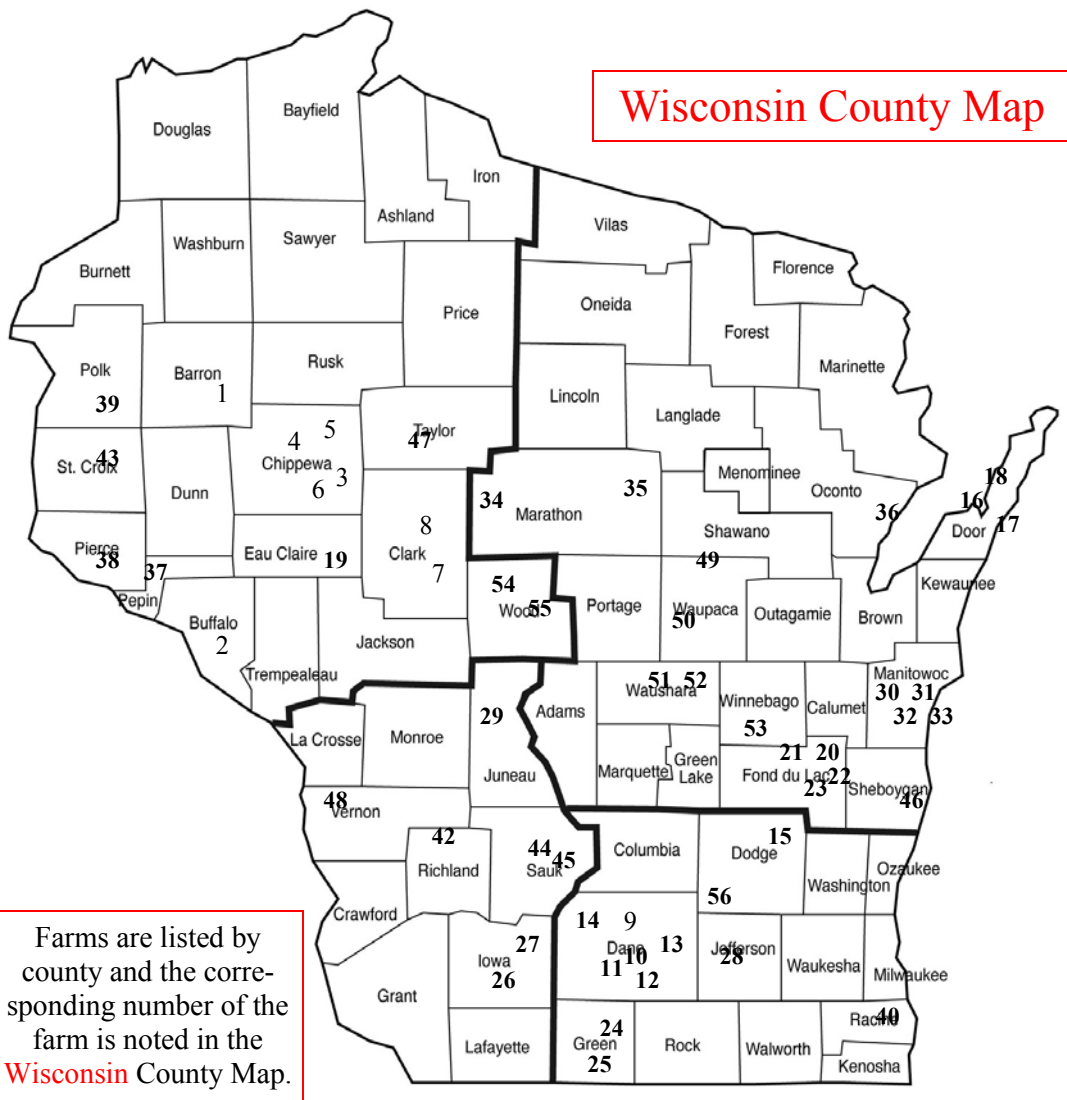 Wisconsin County Map
Bayfield
Douglas
Iron
Ashland
Vilas
Washburn
Sawyer
Burnett
Florence
Oneida
Price
Forest
Marinette
Rusk
Polk
Barron
1
39
Lincoln
Langlade
5
4
Taylor
47
43
St. Croix
Chippewa
3
6
Menominee
Dunn
34
35
Oconto
18
16
36
17
Marathon
8
Shawano
Door
Pierce
38
Eau Claire
19
Clark
7
49
37
Pepin
54
Wood
55
Portage
Waupaca
50
Outagamie
Brown
Kewaunee
Buffalo
2
Jackson
Trempealeau
Manitowoc
51
52
Waushara
30
31
32
33
Winnebago
53
Calumet
29
Adams
La Crosse
Monroe
21
20
Juneau
Marquette
Green
Lake
Fond du Lac
22
23
Sheboygan
46
48
Vernon
42
Richland
44
45
Sauk
Columbia
15
Dodge
Ozaukee
Washington
56
Crawford
14
9
Dane
10
13
11
12
Jefferson
28
Waukesha
Milwaukee
27
Iowa
26
Grant
40
Racine
24
Green
25
Rock
Walworth
Lafayette
Kenosha
Farms are listed by
county and the corre-
sponding number of the
farm is noted in the
Wisconsin County Map.